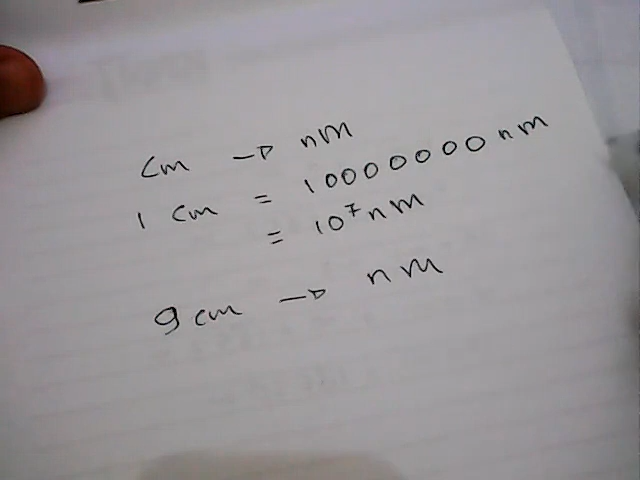 cm → nm
1 cm = 10000000 nm
= 10⁷ nm
9 cm → nm